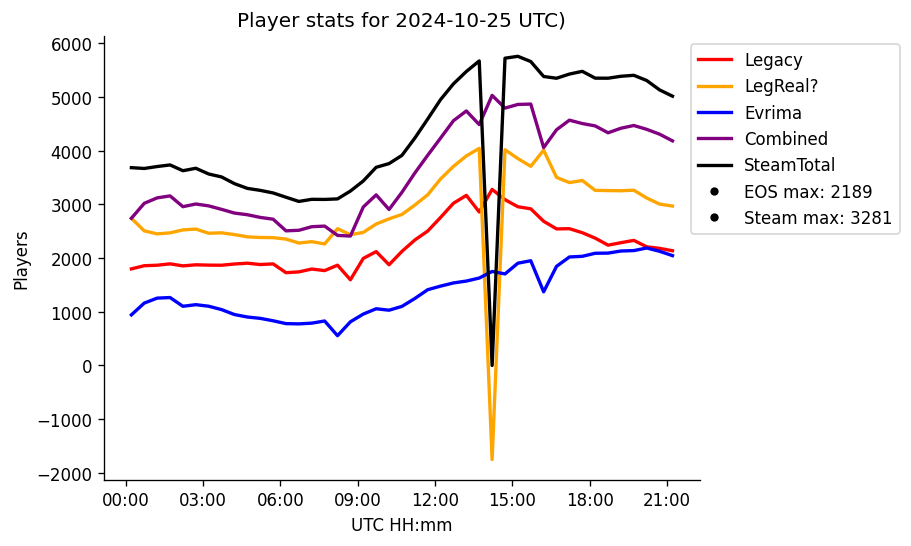 Player stats for 2024-10-25 UTC)
6000
5000
4000
3000
2000
1000
0
−1000
−2000
Players
00:00 03:00 06:00 09:00 12:00 15:00 18:00 21:00
UTC HH:mm
Legacy
LegReal?
Evrima
Combined
SteamTotal
EOS max: 2189
Steam max: 3281